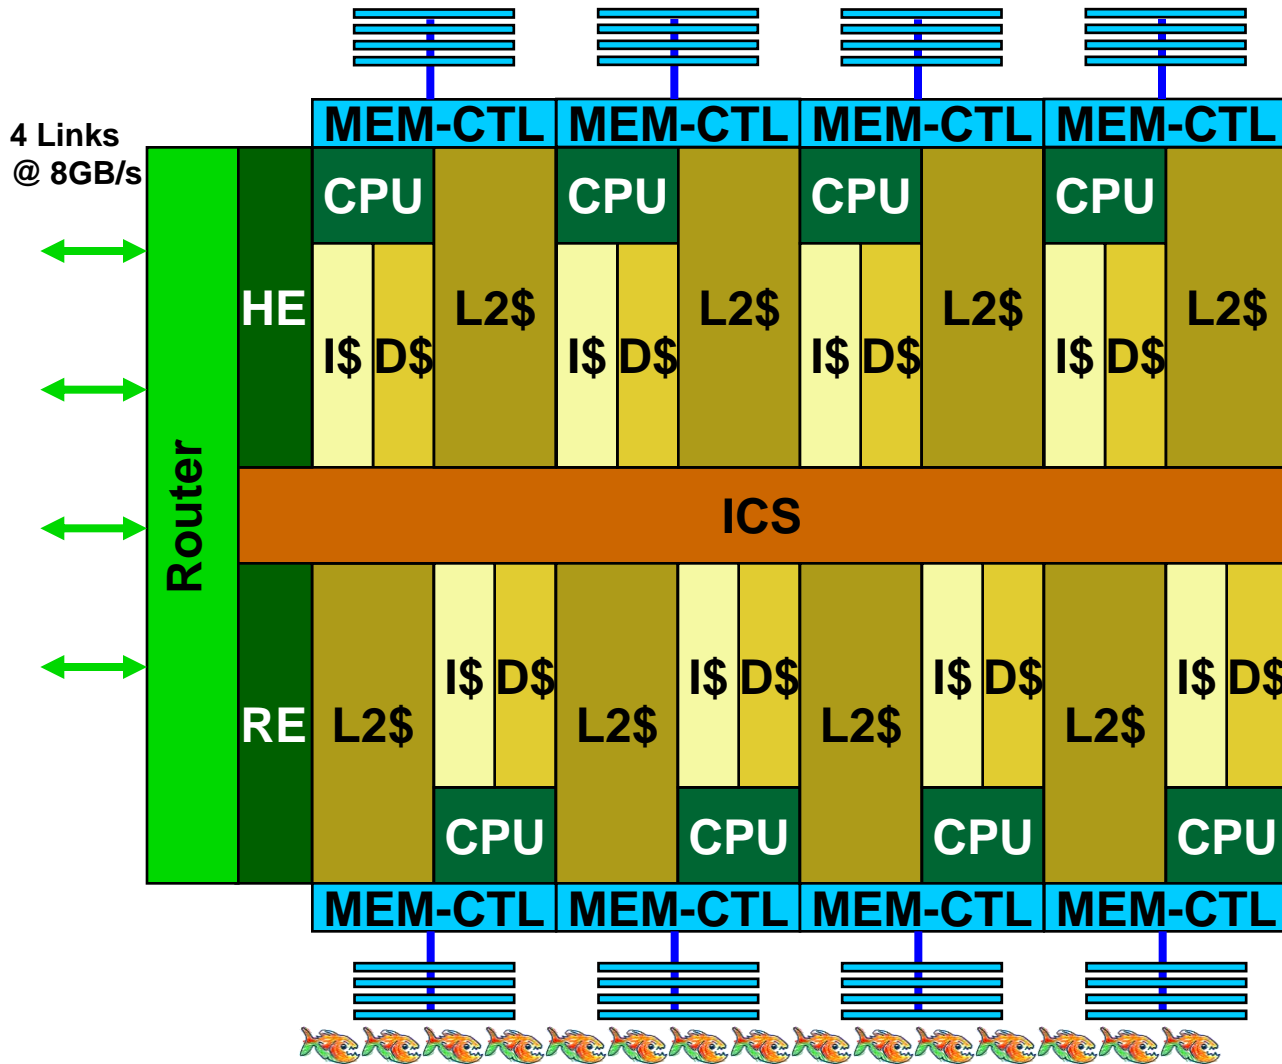 4 Links
@ 8GB/s
MEM-CTL MEM-CTL MEM-CTL MEM-CTL
CPU CPU CPU CPU
HE L2$ L2$ L2$ L2$
I$ D$ I$ D$ I$ D$ I$ D$
Router
ICS
I$ D$ I$ D$ I$ D$ I$ D$
RE L2$ L2$ L2$ L2$
CPU CPU CPU CPU
MEM-CTL MEM-CTL MEM-CTL MEM-CTL